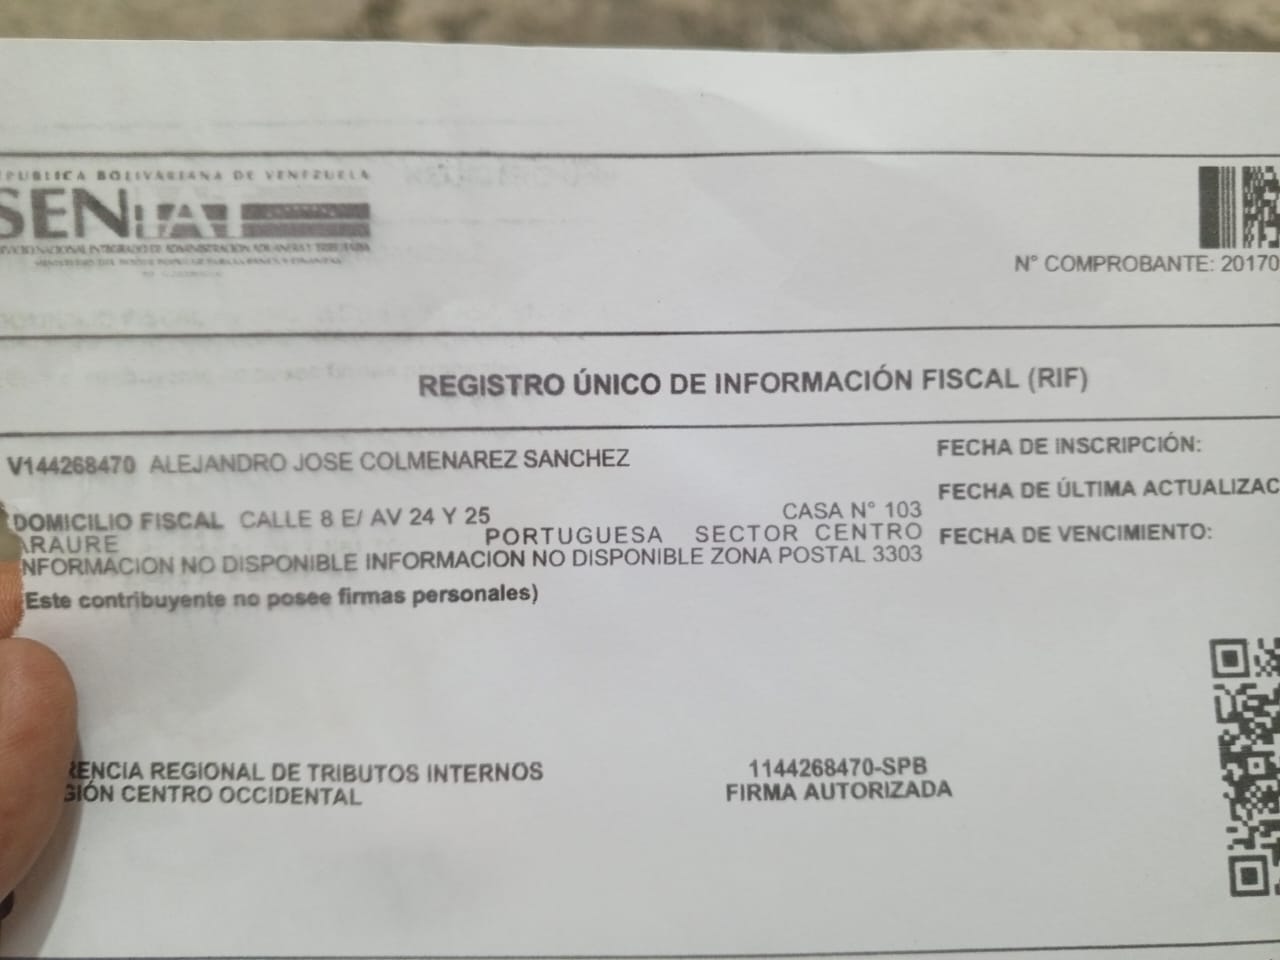 PUBLICA BOLIVARIANA DE VENEZUELA
SENIAT
N° COMPROBANTE: 20170
REGISTRO ÚNICO DE INFORMACIÓN FISCAL (RIF)
V144268470 ALEJANDRO JOSE COLMENAREZ SANCHEZ
FECHA DE INSCRIPCIÓN:
FECHA DE ÚLTIMA ACTUALIZAC
FECHA DE VENCIMIENTO:
DOMICILIO FISCAL CALLE 8 E/ AV 24 Y 25 CASA N° 103
ARAURE PORTUGUESA SECTOR CENTRO
NFORMACION NO DISPONIBLE INFORMACION NO DISPONIBLE ZONA POSTAL 3303
Este contribuyente no posee firmas personales)
RENCIA REGIONAL DE TRIBUTOS INTERNOS
GIÓN CENTRO OCCIDENTAL
1144268470-SPB
FIRMA AUTORIZADA